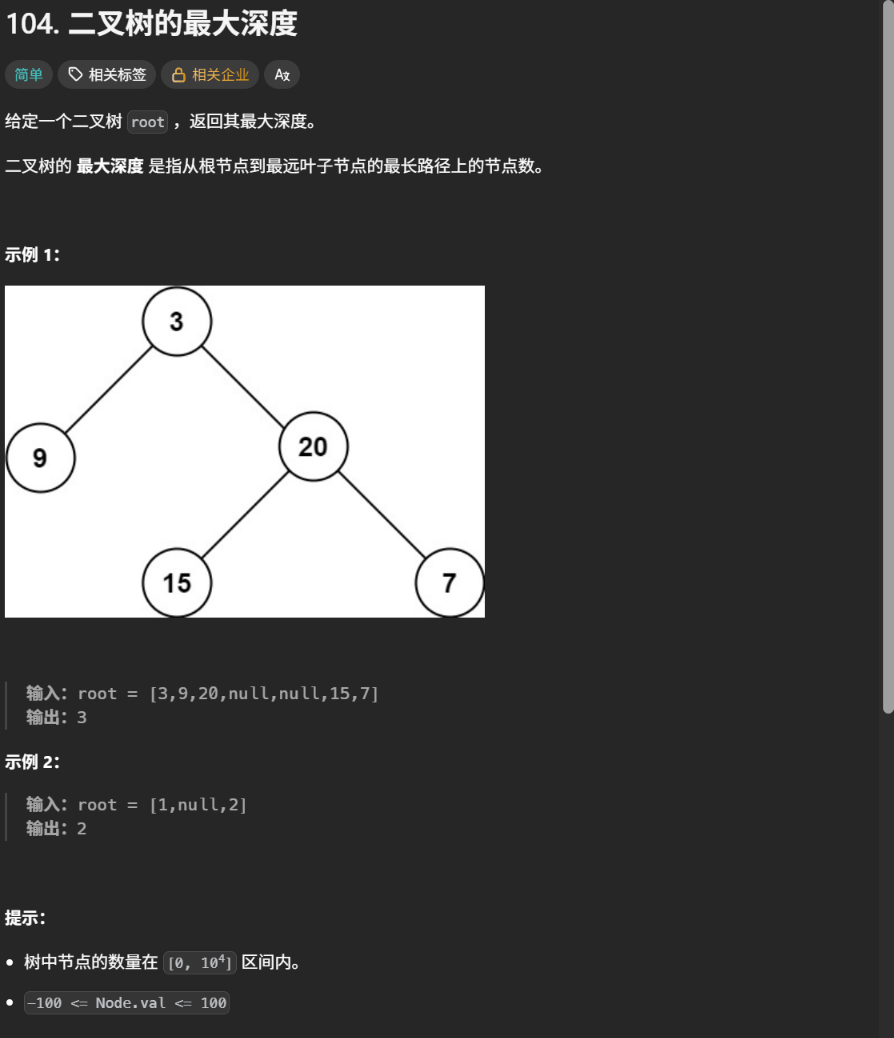 104. 二叉树的最大深度
简单 相关标签 相关企业 Aः
给定一个二叉树 root ，返回其最大深度。
二叉树的 最大深度 是指从根节点到最远叶子节点的最长路径上的节点数。
示例 1：
3
9
20
15
7
输入：root = [3,9,20,null,null,15,7]
输出：3
示例 2：
输入：root = [1,null,2]
输出：2
提示：
• 树中节点的数量在 [0, 10⁴] 区间内。
• -100 <= Node.val <= 100